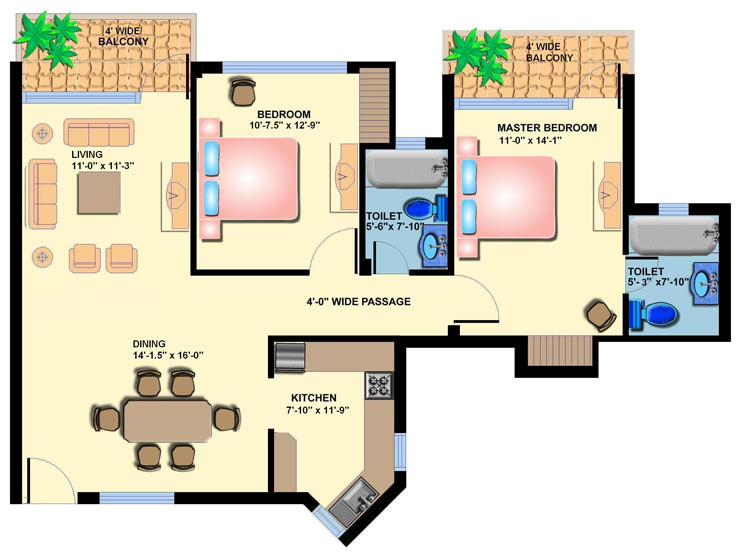 4' WIDE
BALCONY
4' WIDE
BALCONY
BEDROOM
10'-7.5" x 12'-9"
MASTER BEDROOM
11'-0" x 14'-1"
LIVING
11'-0" x 11'-3"
TOILET
5'-6"x 7'-10"
TOILET
5'- 3" x7'-10"
4'-0" WIDE PASSAGE
DINING
14'-1.5" x 16'-0"
KITCHEN
7'-10" x 11'-9"